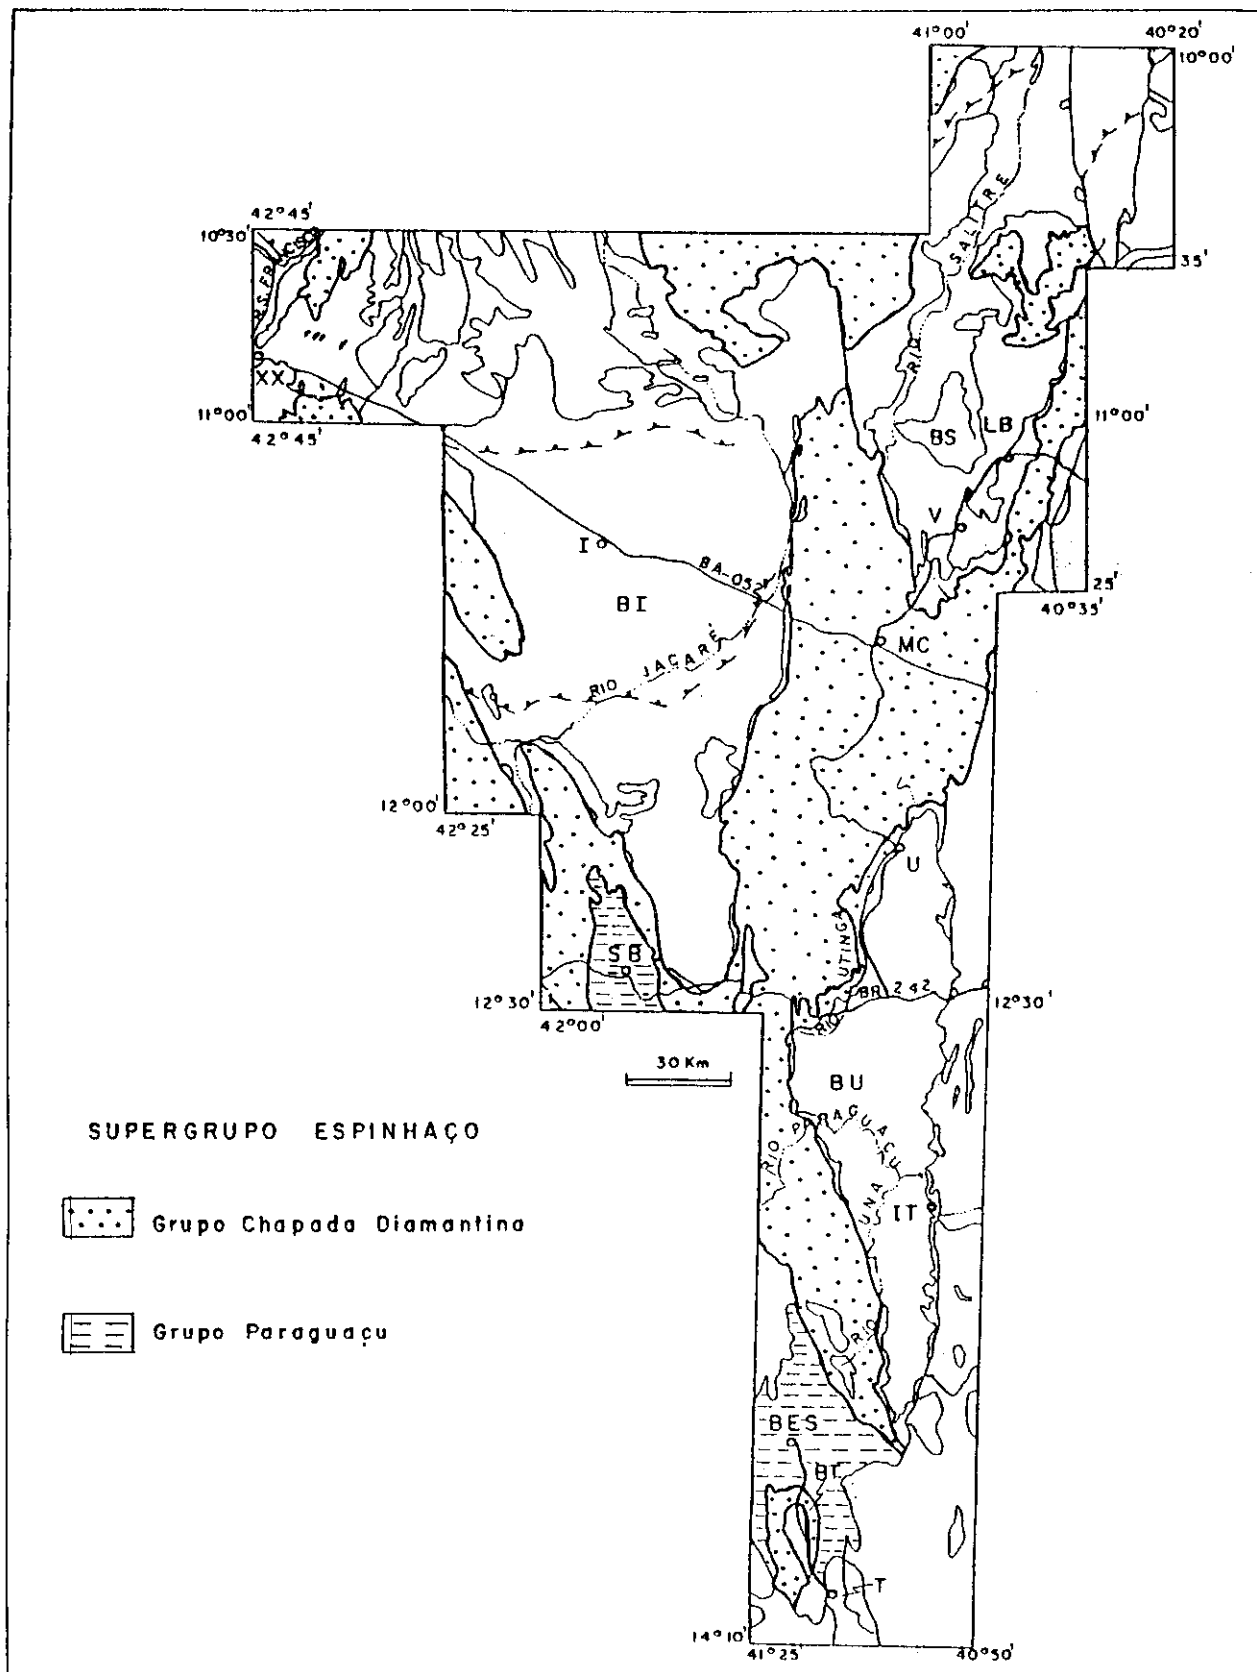 41°00'
40°20'
10°00'
42°45'
10°30'
35'
RIO SALITRE
R.S. FRANCISCO
XX
11°00'
42°45'
11°00'
BS
LB
V
I
BA-052
BI
25'
40°35'
MC
RIO JACARÉ
12°00'
42°25'
U
UTINGA
SB
BR 242
12°30'
42°00'
12°30'
RIO
30 Km
BU
SUPERGRUPO ESPINHAÇO
RIO PARAGUAÇU
UNA
IT
Grupo Chapada Diamantina
RIO
Grupo Paraguaçu
BES
BT
T
14°10'
41°25'
40°50'